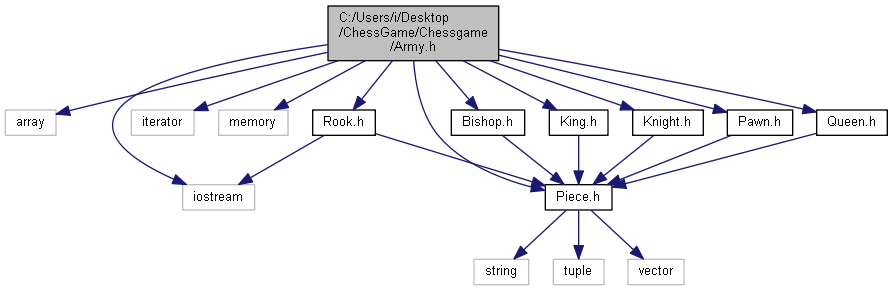 C:/Users/i/Desktop
/ChessGame/Chessgame
/Army.h
array
iterator
memory
Rook.h
Bishop.h
King.h
Knight.h
Pawn.h
Queen.h
iostream
Piece.h
string
tuple
vector